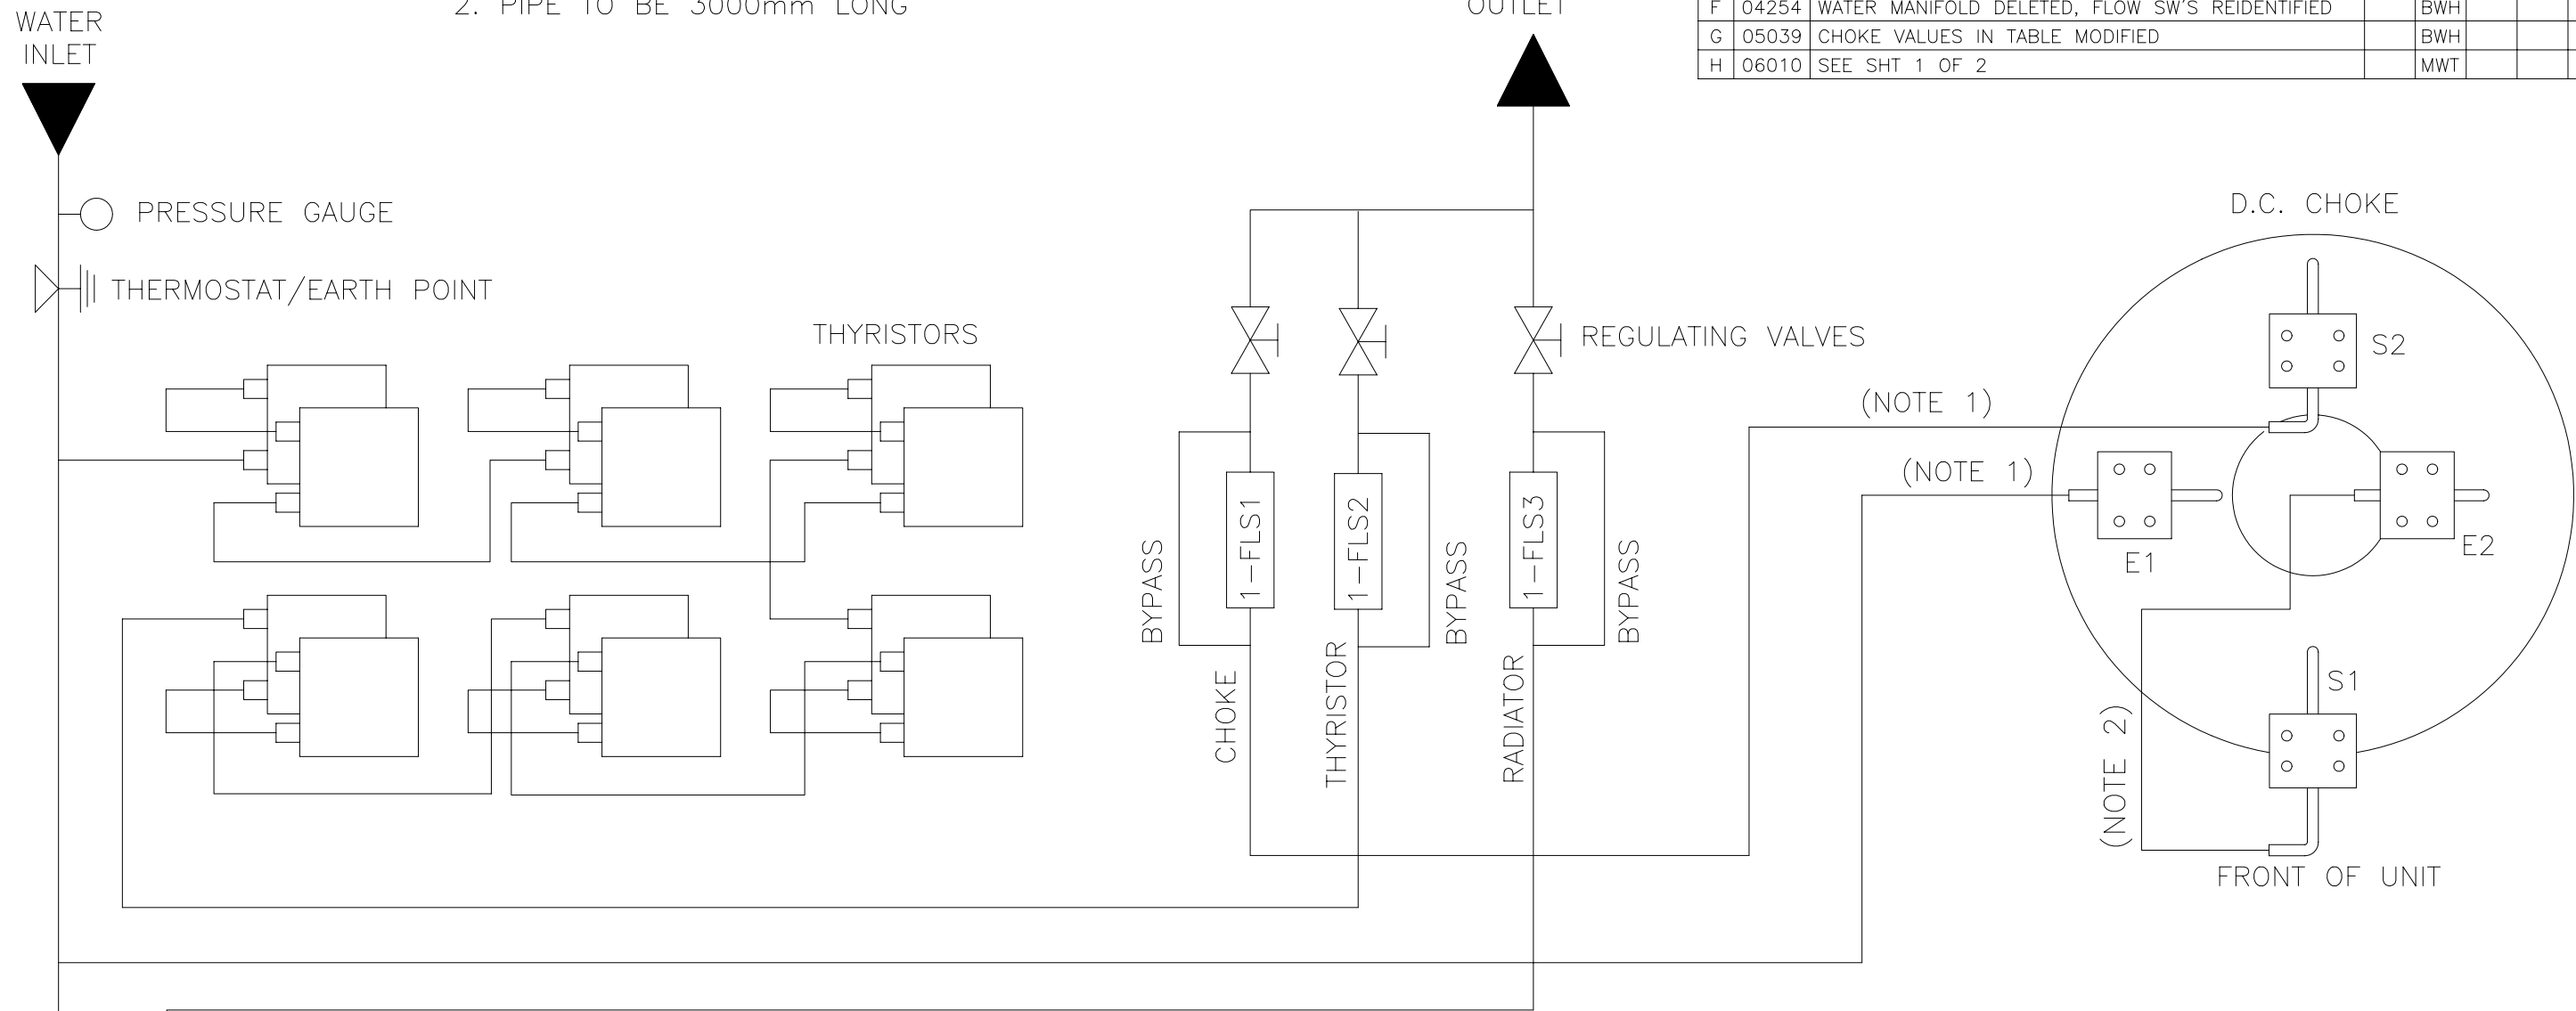 2. PIPE TO BE 3000mm LONG
WATER
INLET
OUTLET
F 04254 WATER MANIFOLD DELETED, FLOW SW'S REIDENTIFIED BWH
G 05039 CHOKE VALUES IN TABLE MODIFIED BWH
H 06010 SEE SHT 1 OF 2 MWT
PRESSURE GAUGE
THERMOSTAT/EARTH POINT
THYRISTORS
REGULATING VALVES
D.C. CHOKE
S2
(NOTE 1)
(NOTE 1)
E1
E2
S1
(NOTE 2)
FRONT OF UNIT
BYPASS
1-FLS1
1-FLS2
BYPASS
1-FLS3
BYPASS
CHOKE
THYRISTOR
RADIATOR